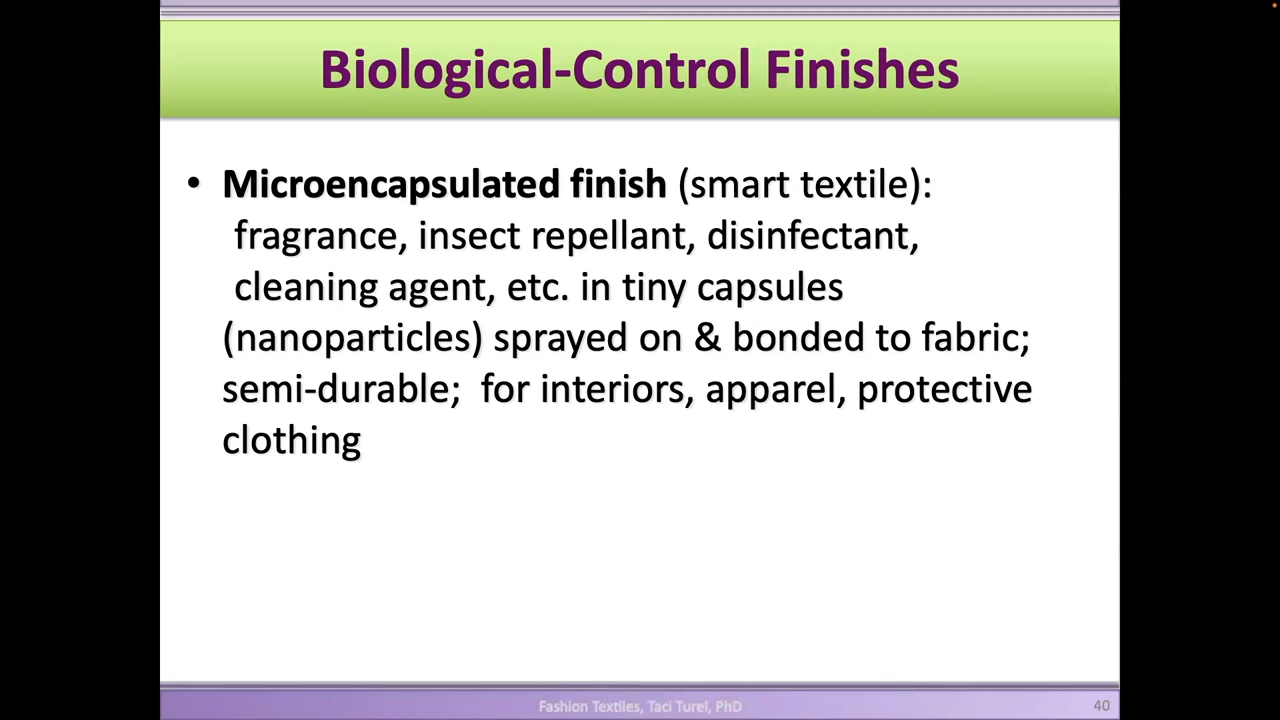 Biological-Control Finishes
• Microencapsulated finish (smart textile):
fragrance, insect repellant, disinfectant,
cleaning agent, etc. in tiny capsules
(nanoparticles) sprayed on & bonded to fabric;
semi-durable; for interiors, apparel, protective
clothing
Fashion Textiles, Taci Turel, PhD
40